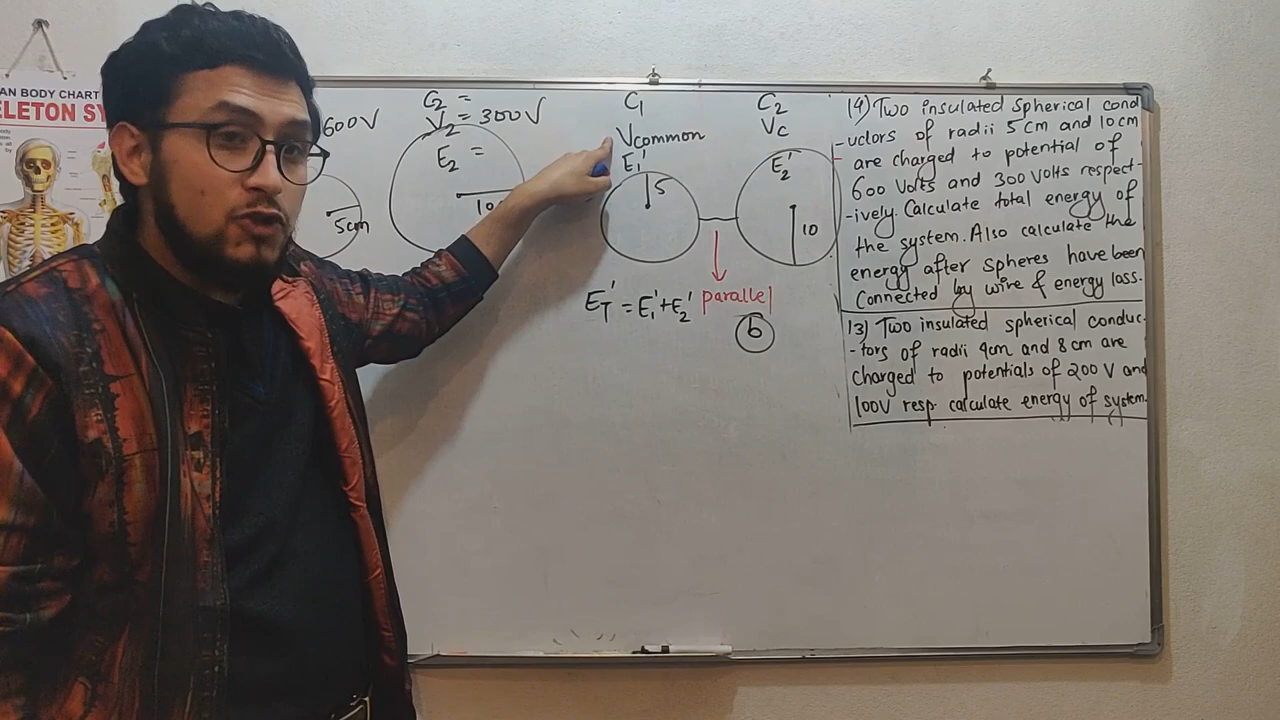 AN BODY CHART
ELETON SY
600V
5cm
C2 =
V2 = 300V
E2 =
10
C1
Vcommon
E1'
5
C2
Vc
E2'
10
ET' = E1'+E2'
parallel
b
14) Two insulated spherical cond
-uctors of radii 5cm and 10cm
are charged to potential of
600 Volts and 300 Volts respect-
-ively. Calculate total energy of
the system. Also calculate the
energy after spheres have been
Connected by wire & energy loss.
13) Two insulated spherical conduc-
-tors of radii 4cm and 8cm are
charged to potentials of 200 V and
100V resp. calculate energy of system.